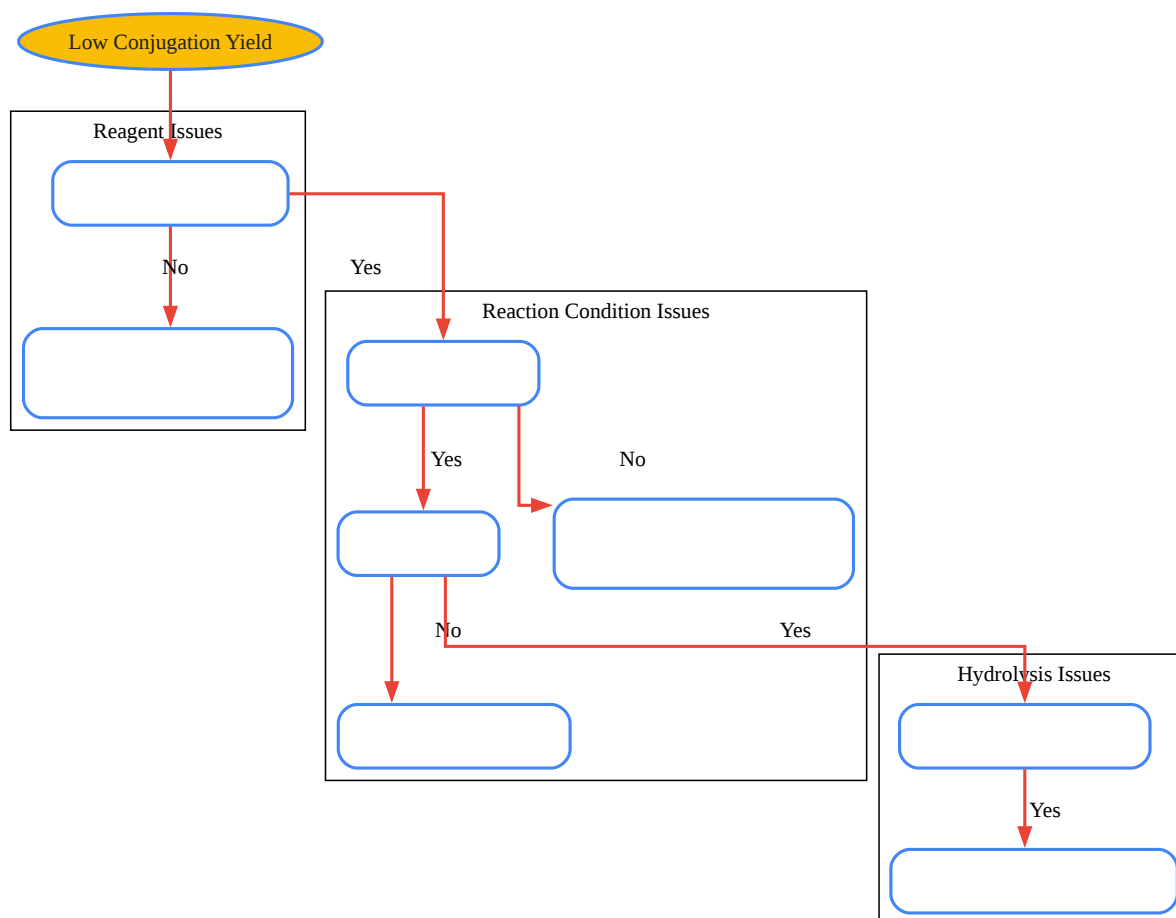 Low Conjugation Yield
Reagent Issues
No
Yes
Reaction Condition Issues
Yes
No
No
Yes
Hydrolysis Issues
Yes